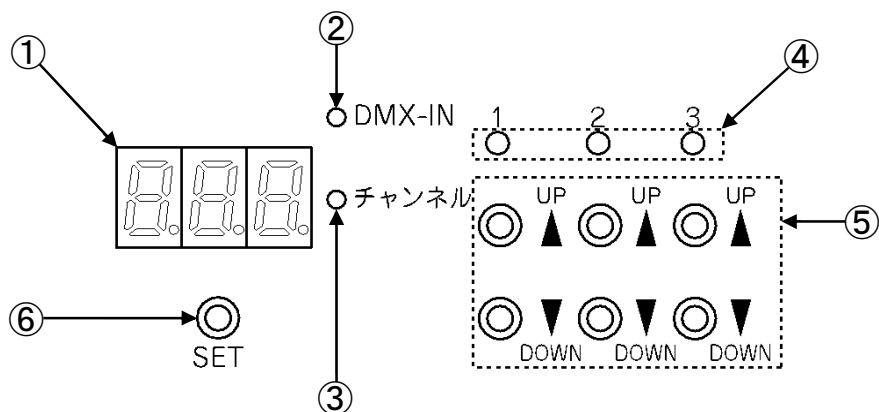 ②
①
④
DMX-IN
1 2 3
チャンネル
UP UP UP
⑤
⑥
SET
DOWN DOWN DOWN
③